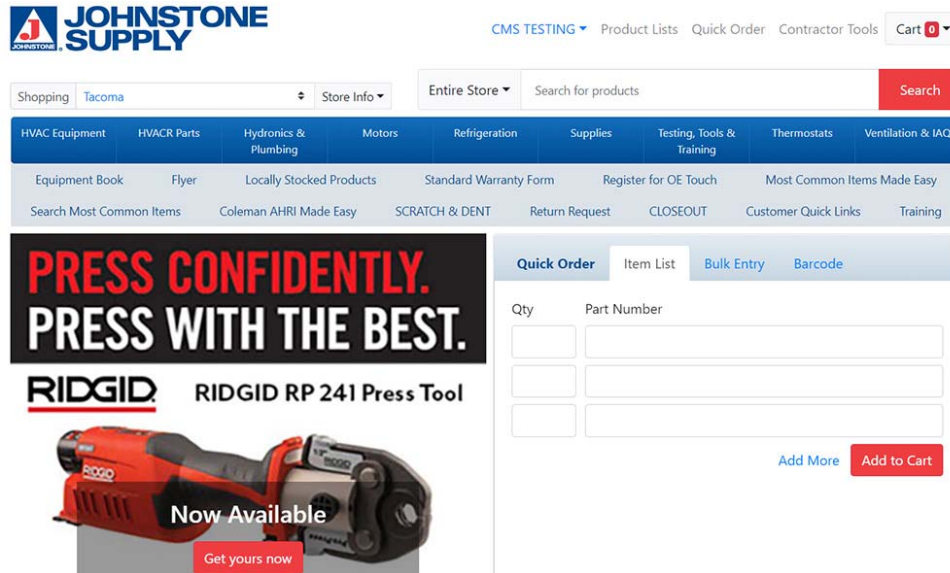 JOHNSTONE
SUPPLY
JOHNSTONE
CMS TESTING Product Lists Quick Order Contractor Tools Cart 0
Shopping Tacoma Store Info Entire Store Search for products Search
HVAC Equipment HVACR Parts Hydronics & Plumbing Motors Refrigeration Supplies Testing, Tools & Training Thermostats Ventilation & IAQ
Equipment Book Flyer Locally Stocked Products Standard Warranty Form Register for OE Touch Most Common Items Made Easy
Search Most Common Items Coleman AHRI Made Easy SCRATCH & DENT Return Request CLOSEOUT Customer Quick Links Training
PRESS CONFIDENTLY.
PRESS WITH THE BEST.
RIDGID RIDGID RP 241 Press Tool
RIDGID
RIDGID
Now Available
Get yours now
Quick Order Item List Bulk Entry Barcode
Qty Part Number
Add More Add to Cart